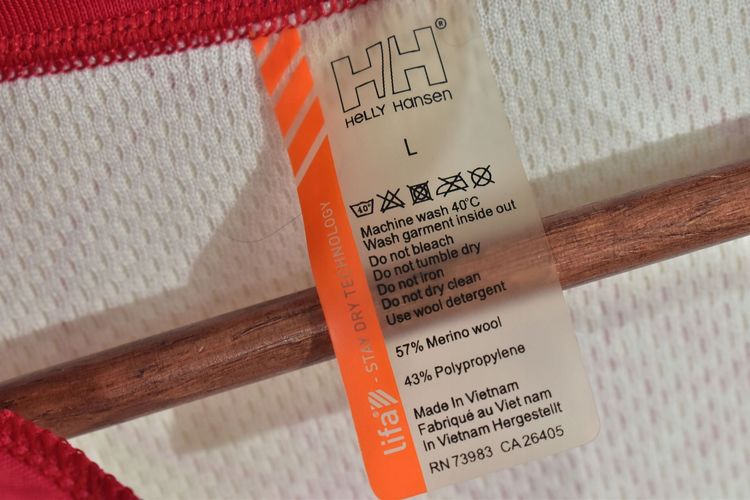 HH®
HELLY HANSEN
L
40°
Machine wash 40°C
Wash garment inside out
Do not bleach
Do not tumble dry
Do not iron
Do not dry clean
Use wool detergent
57% Merino wool
43% Polypropylene
Made In Vietnam
Fabriqué au Viet nam
In Vietnam Hergestellt
RN 73983 CA 26405
lifa - STAY DRY TECHNOLOGY